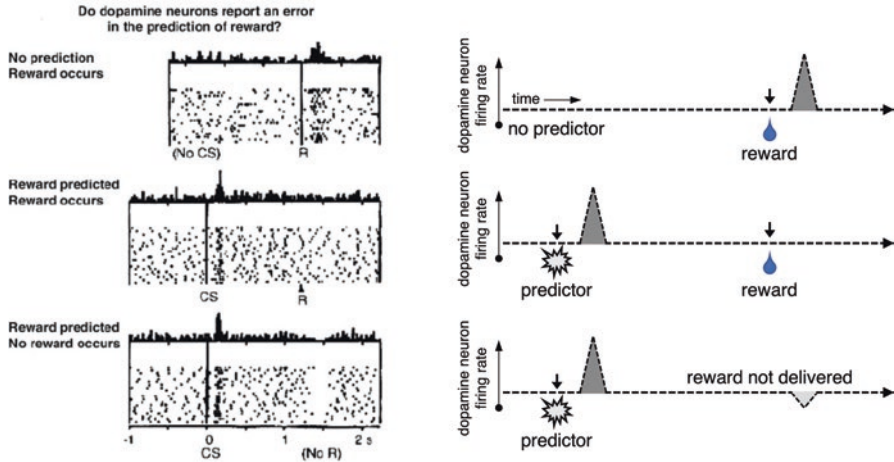 Do dopamine neurons report an error
in the prediction of reward?
No prediction
Reward occurs
(No CS)
R
Reward predicted
Reward occurs
CS
R
Reward predicted
No reward occurs
-1
0
1
2 s
CS
(No R)
dopamine neuron
firing rate
time
no predictor
reward
dopamine neuron
firing rate
predictor
reward
dopamine neuron
firing rate
reward not delivered
predictor